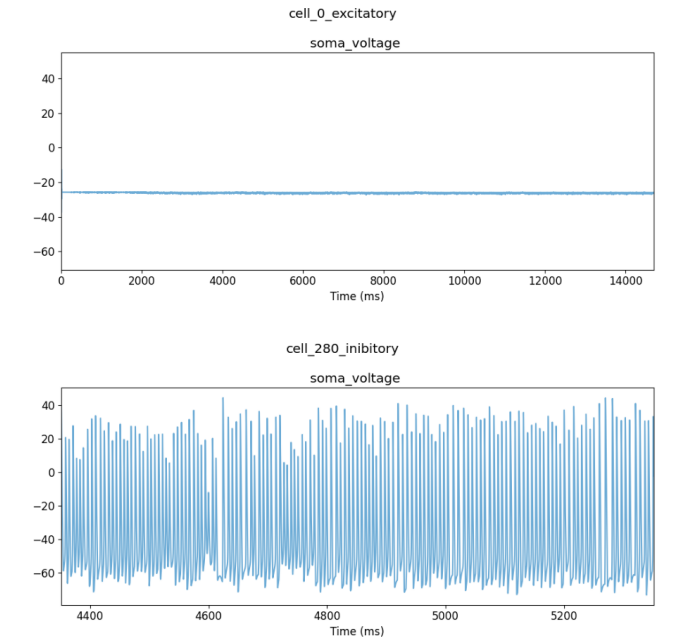 cell_0_excitatory
soma_voltage
40
20
0
−20
−40
−60
0 2000 4000 6000 8000 10000 12000 14000
Time (ms)
cell_280_inibitory
soma_voltage
40
20
0
−20
−40
−60
4400 4600 4800 5000 5200
Time (ms)